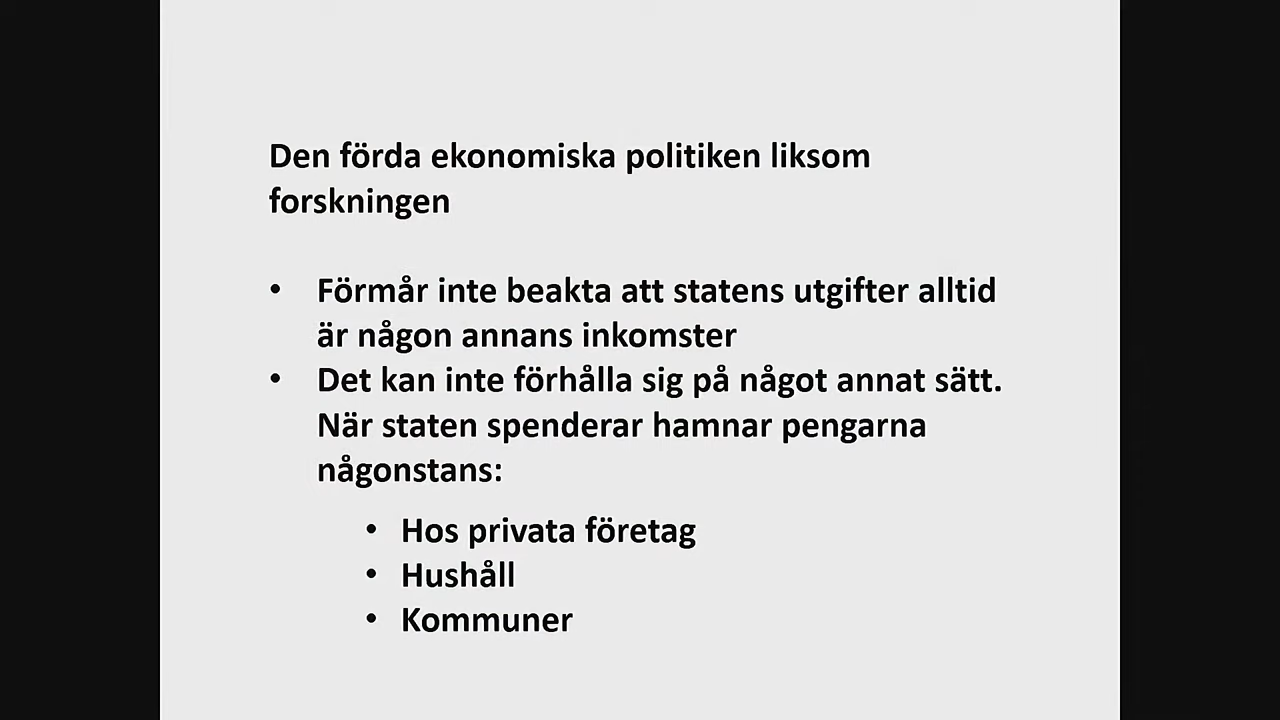 Den förda ekonomiska politiken liksom
forskningen
• Förmår inte beakta att statens utgifter alltid
är någon annans inkomster
• Det kan inte förhålla sig på något annat sätt.
När staten spenderar hamnar pengarna
någonstans:
• Hos privata företag
• Hushåll
• Kommuner